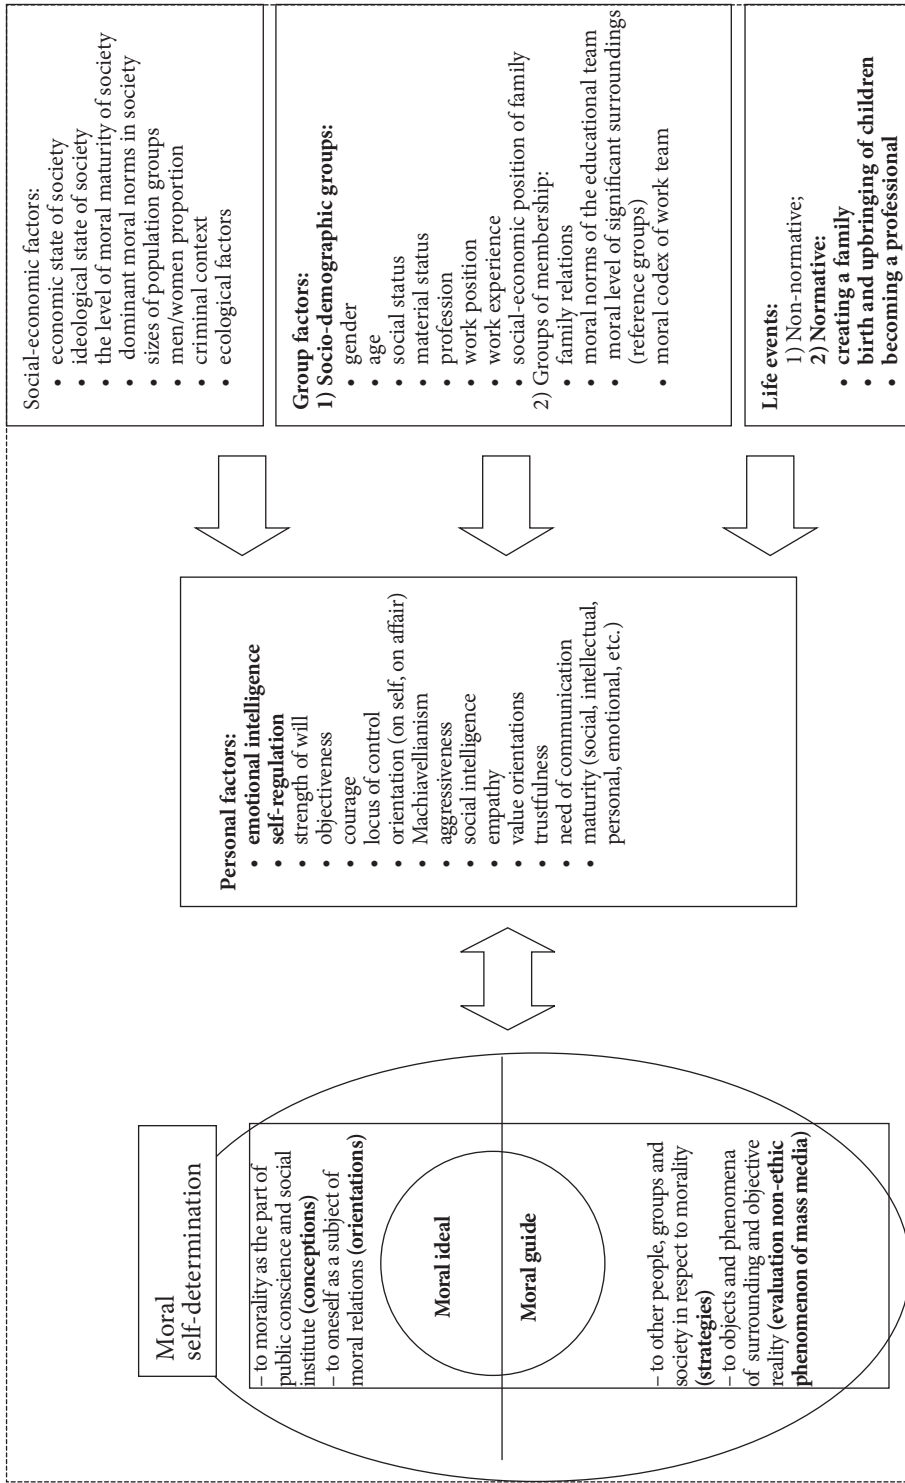 Moral
self-determination
– to morality as the part of
public conscience and social
institute (conceptions)
– to oneself as a subject of
moral relations (orientations)
Moral ideal
Moral guide
– to other people, groups and
society in respect to morality
(strategies)
– to objects and phenomena
of surrounding and objective
reality (evaluation non-ethic
phenomenon of mass media)
Personal factors:
• emotional intelligence
• self-regulation
• strength of will
• objectiveness
• courage
• locus of control
• orientation (on self, on affair)
• Machiavellianism
• aggressiveness
• social intelligence
• empathy
• value orientations
• trustfulness
• need of communication
• maturity (social, intellectual,
personal, emotional, etc.)
Social-economic factors:
• economic state of society
• ideological state of society
• the level of moral maturity of society
• dominant moral norms in society
• sizes of population groups
• men/women proportion
• criminal context
• ecological factors
Group factors:
1) Socio-demographic groups:
• gender
• age
• social status
• material status
• profession
• work position
• work experience
• social-economic position of family
2) Groups of membership:
• family relations
• moral norms of the educational team
• moral level of significant surroundings
(reference groups)
• moral codex of work team
Life events:
1) Non-normative;
2) Normative:
• creating a family
• birth and upbringing of children
• becoming a professional